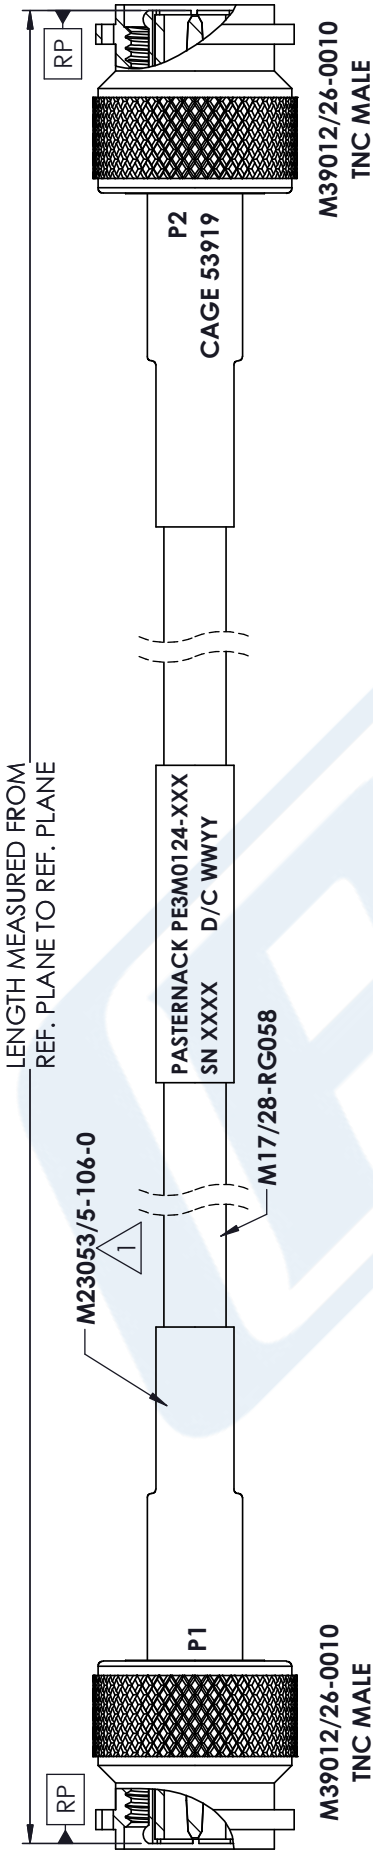 LENGTH MEASURED FROM
REF. PLANE TO REF. PLANE
RP
RP
M23053/5-106-0
1
P1
PASTERNACK PE3M0124-XXX
SN XXXX D/C WWYY
P2
CAGE 53919
M17/28-RG058
M39012/26-0010
TNC MALE
M39012/26-0010
TNC MALE